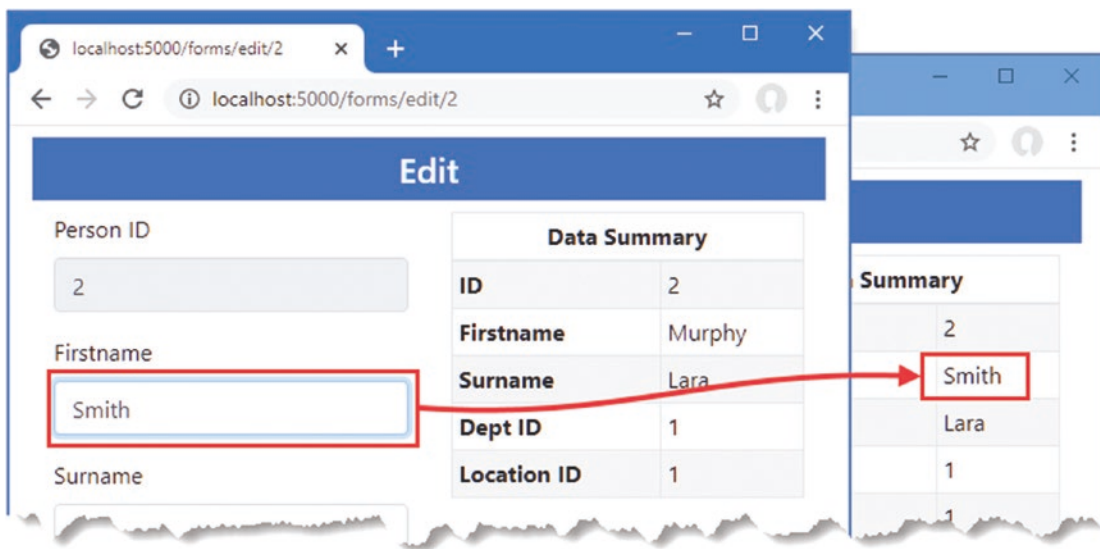 localhost:5000/forms/edit/2
localhost:5000/forms/edit/2
Edit
Person ID
2
Firstname
Smith
Surname
Data Summary
ID 2
Firstname Murphy
Surname Lara
Dept ID 1
Location ID 1
Summary
2
Smith
Lara
1
1